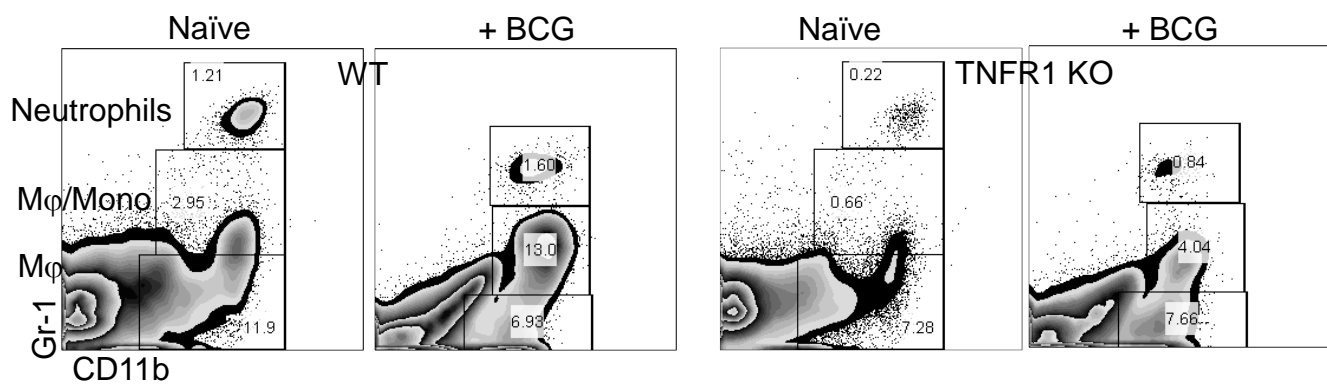 Naïve
+ BCG
Naïve
+ BCG
WT
TNFR1 KO
Neutrophils
Mφ/Mono
Mφ
Gr-1
CD11b
1.21
2.95
11.9
1.60
13.0
6.93
0.22
0.66
7.28
0.84
4.04
7.66